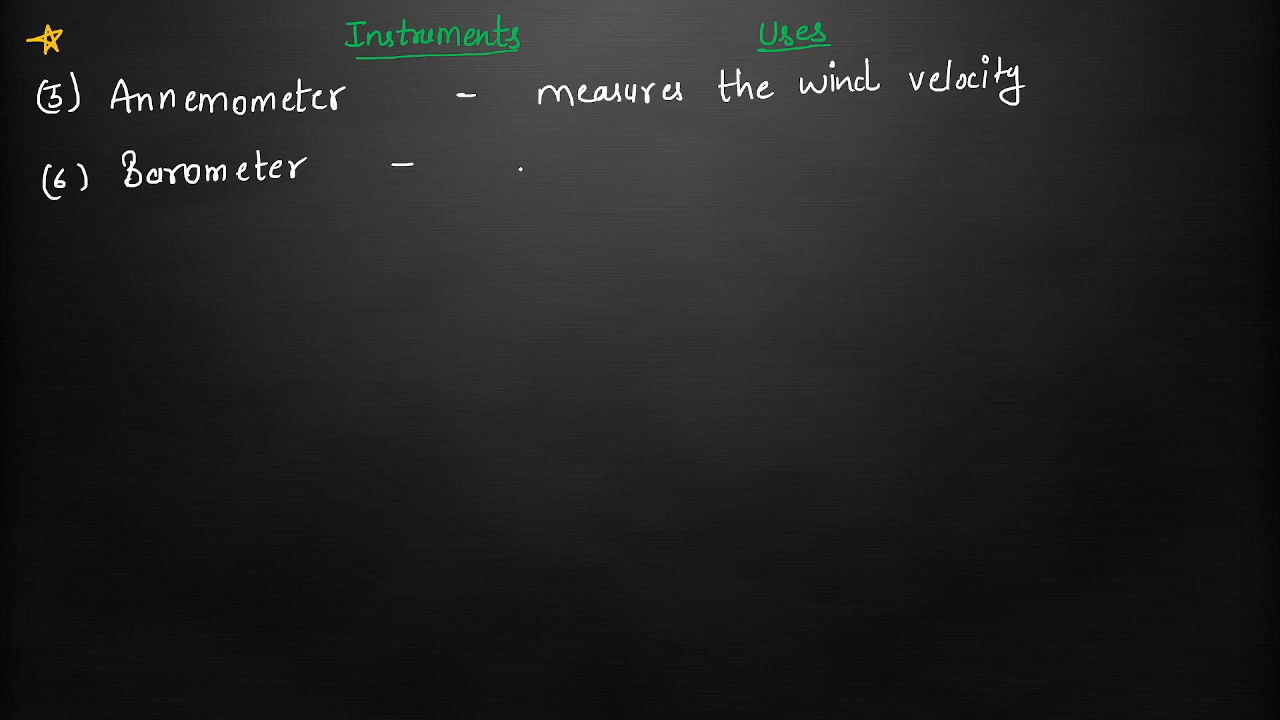 Instruments Uses
(5) Annemometer - measures the wind velocity
(6) Barometer -